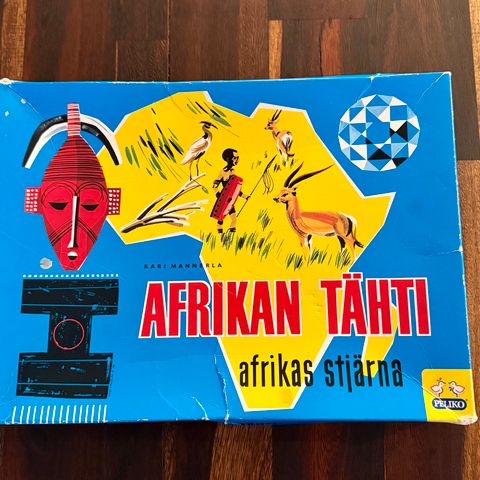 KARI MANNERLA
AFRIKAN TÄHTI
afrikas stjärna
PELIKO